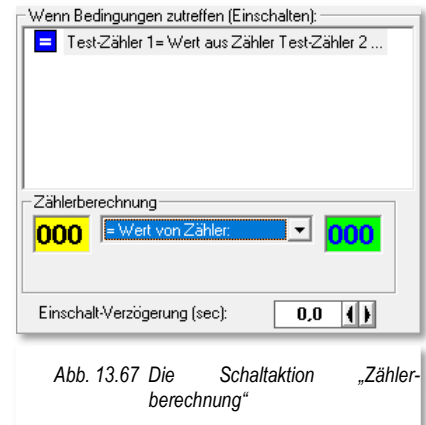 Wenn Bedingungen zutreffen (Einschalten):
= Test-Zähler 1= Wert aus Zähler Test-Zähler 2 ...
Zählerberechnung
000 = Wert von Zähler: 000
Einschalt-Verzögerung (sec): 0,0
Abb. 13.67 Die Schaltaktion „Zähler-
berechnung“